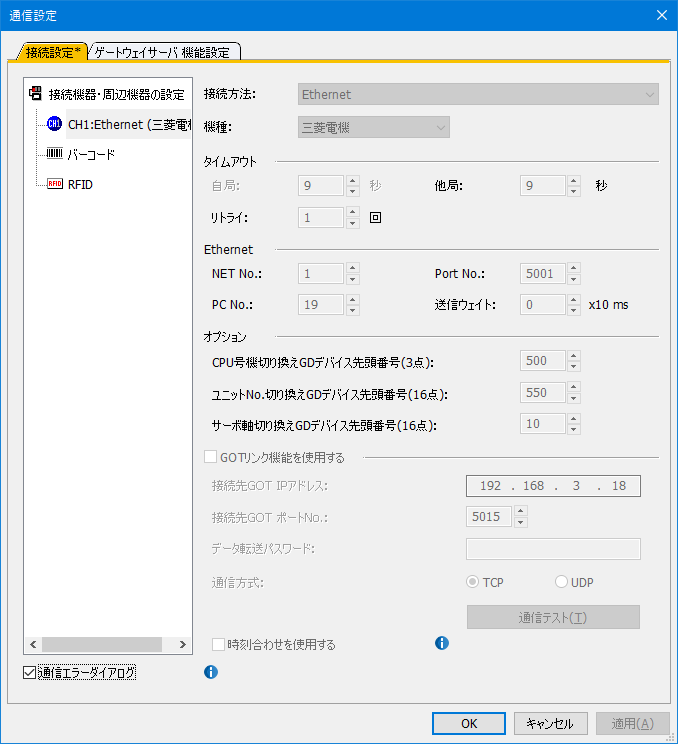 通信設定
接続設定*
ゲートウェイサーバ 機能設定
接続機器・周辺機器の設定
CH1 CH1:Ethernet (三菱電
バーコード
RFID RFID
接続方法: Ethernet
機種: 三菱電機
タイムアウト
自局: 9 秒 他局: 9 秒
リトライ: 1 回
Ethernet
NET No.: 1 Port No.: 5001
PC No.: 19 送信ウェイト: 0 x10 ms
オプション
CPU号機切り換えGDデバイス先頭番号(3点): 500
ユニットNo.切り換えGDデバイス先頭番号(16点): 550
サーボ軸切り換えGDデバイス先頭番号(16点): 10
GOTリンク機能を使用する
接続先GOT IPアドレス: 192 . 168 . 3 . 18
接続先GOT ポートNo.: 5015
データ転送パスワード:
通信方式: TCP UDP
通信テスト(T)
時刻合わせを使用する
通信エラーダイアログ
OK キャンセル 適用(A)